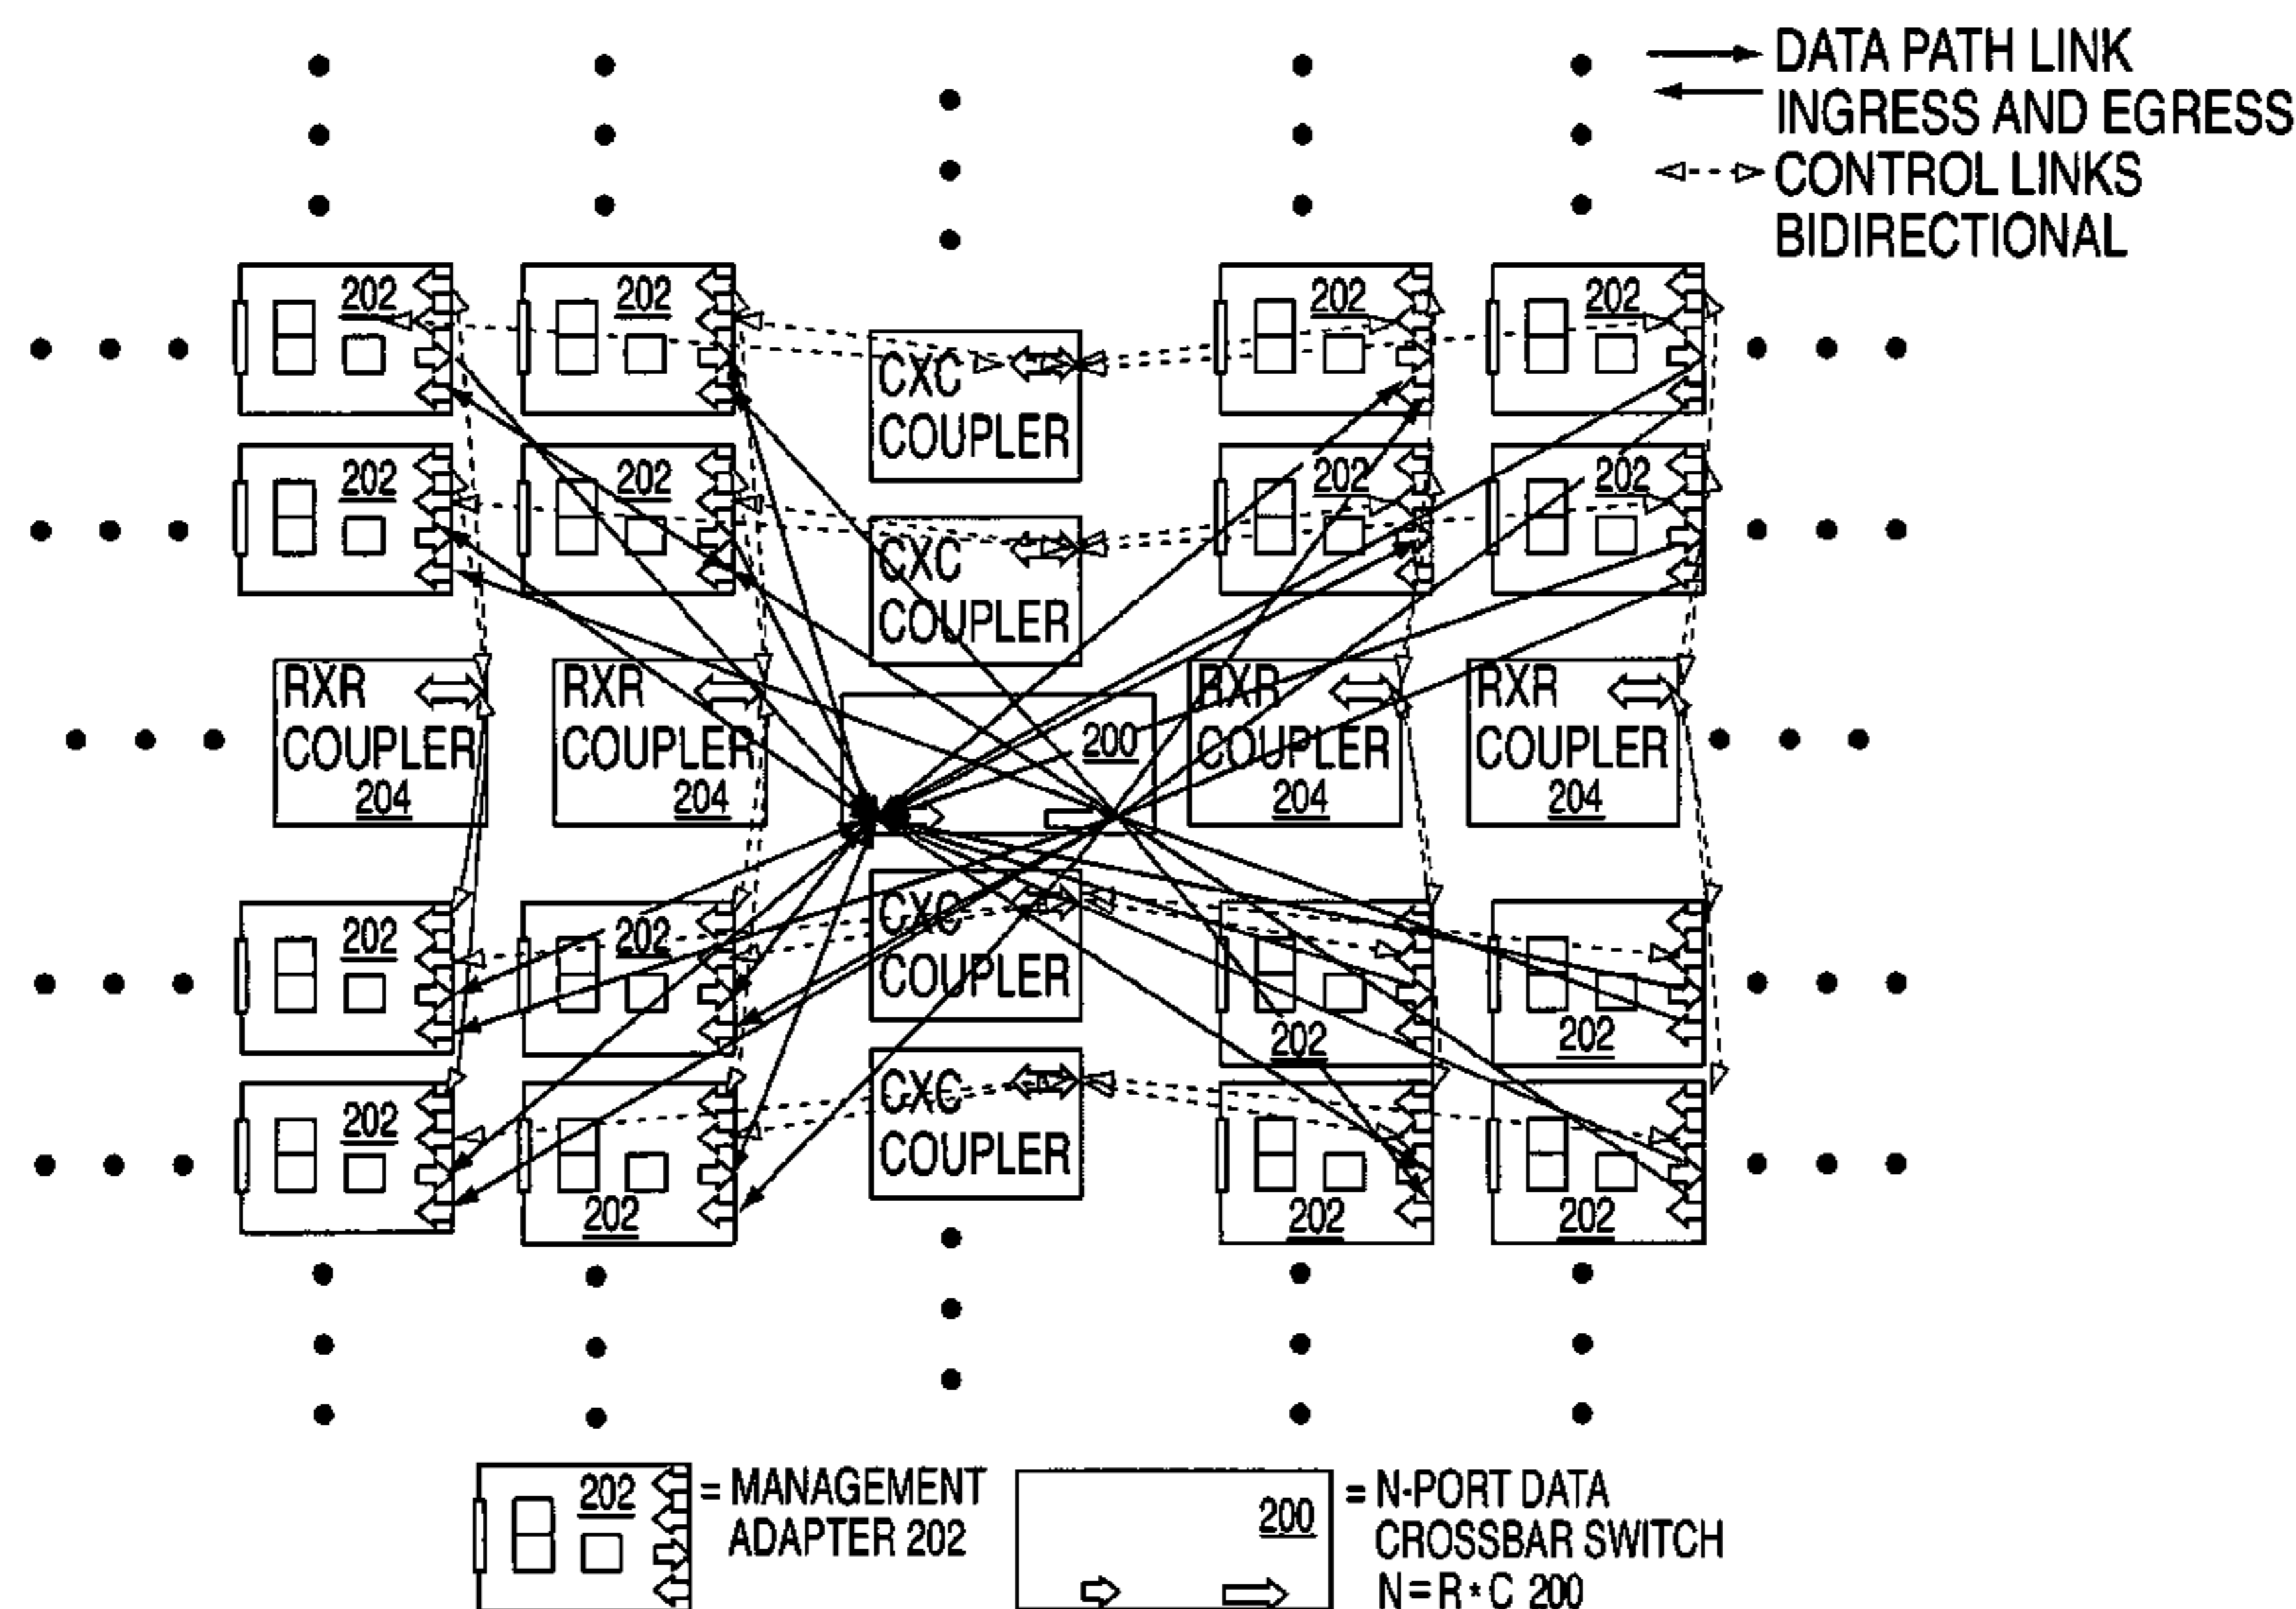 DATA PATH LINK
INGRESS AND EGRESS
CONTROL LINKS
BIDIRECTIONAL
202
202
202
202
CXC
COUPLER
202
202
202
202
CXC
COUPLER
RXR
COUPLER
204
RXR
COUPLER
204
200
RXR
COUPLER
204
RXR
COUPLER
204
202
202
CXC
COUPLER
202
202
202
202
CXC
COUPLER
202
202
202
= MANAGEMENT
ADAPTER 202
200
= N-PORT DATA
CROSSBAR SWITCH
N=R*C 200